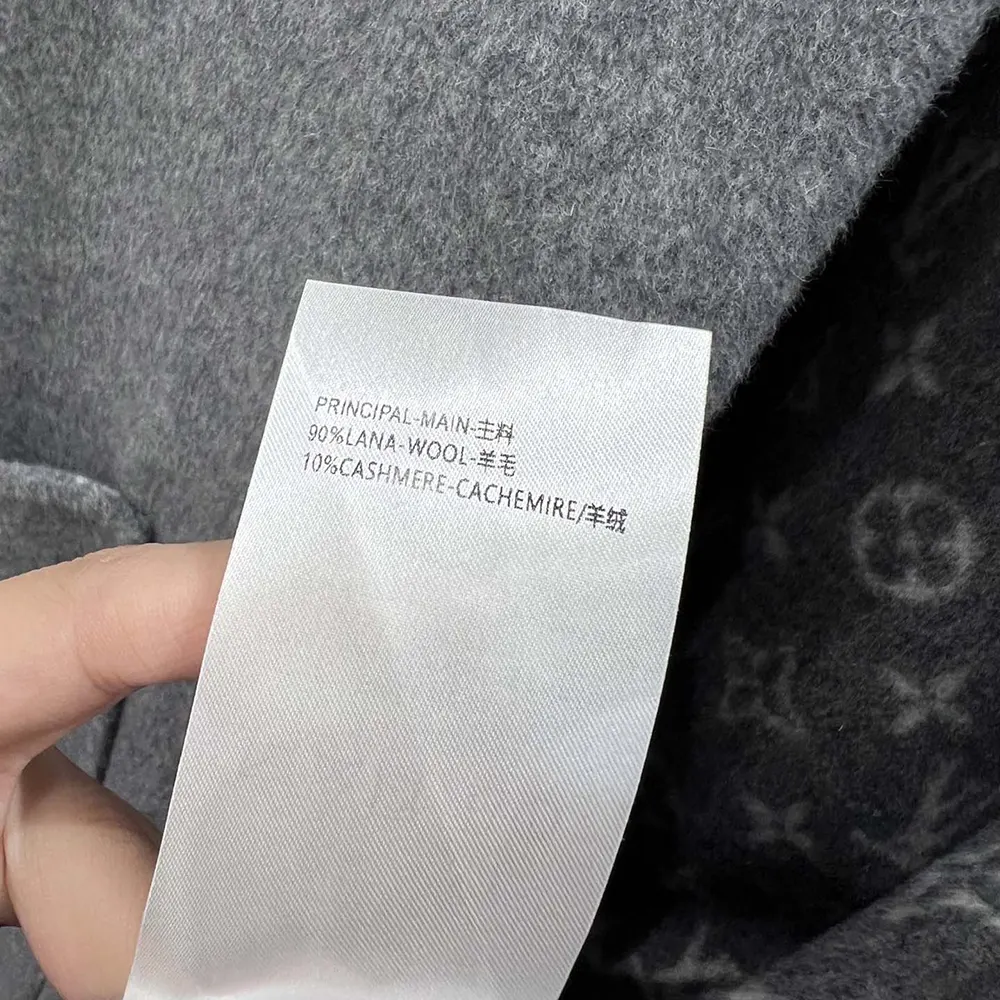 PRINCIPAL-MAIN-主料
90%LANA-WOOL-羊毛
10%CASHMERE-CACHEMIRE/羊绒